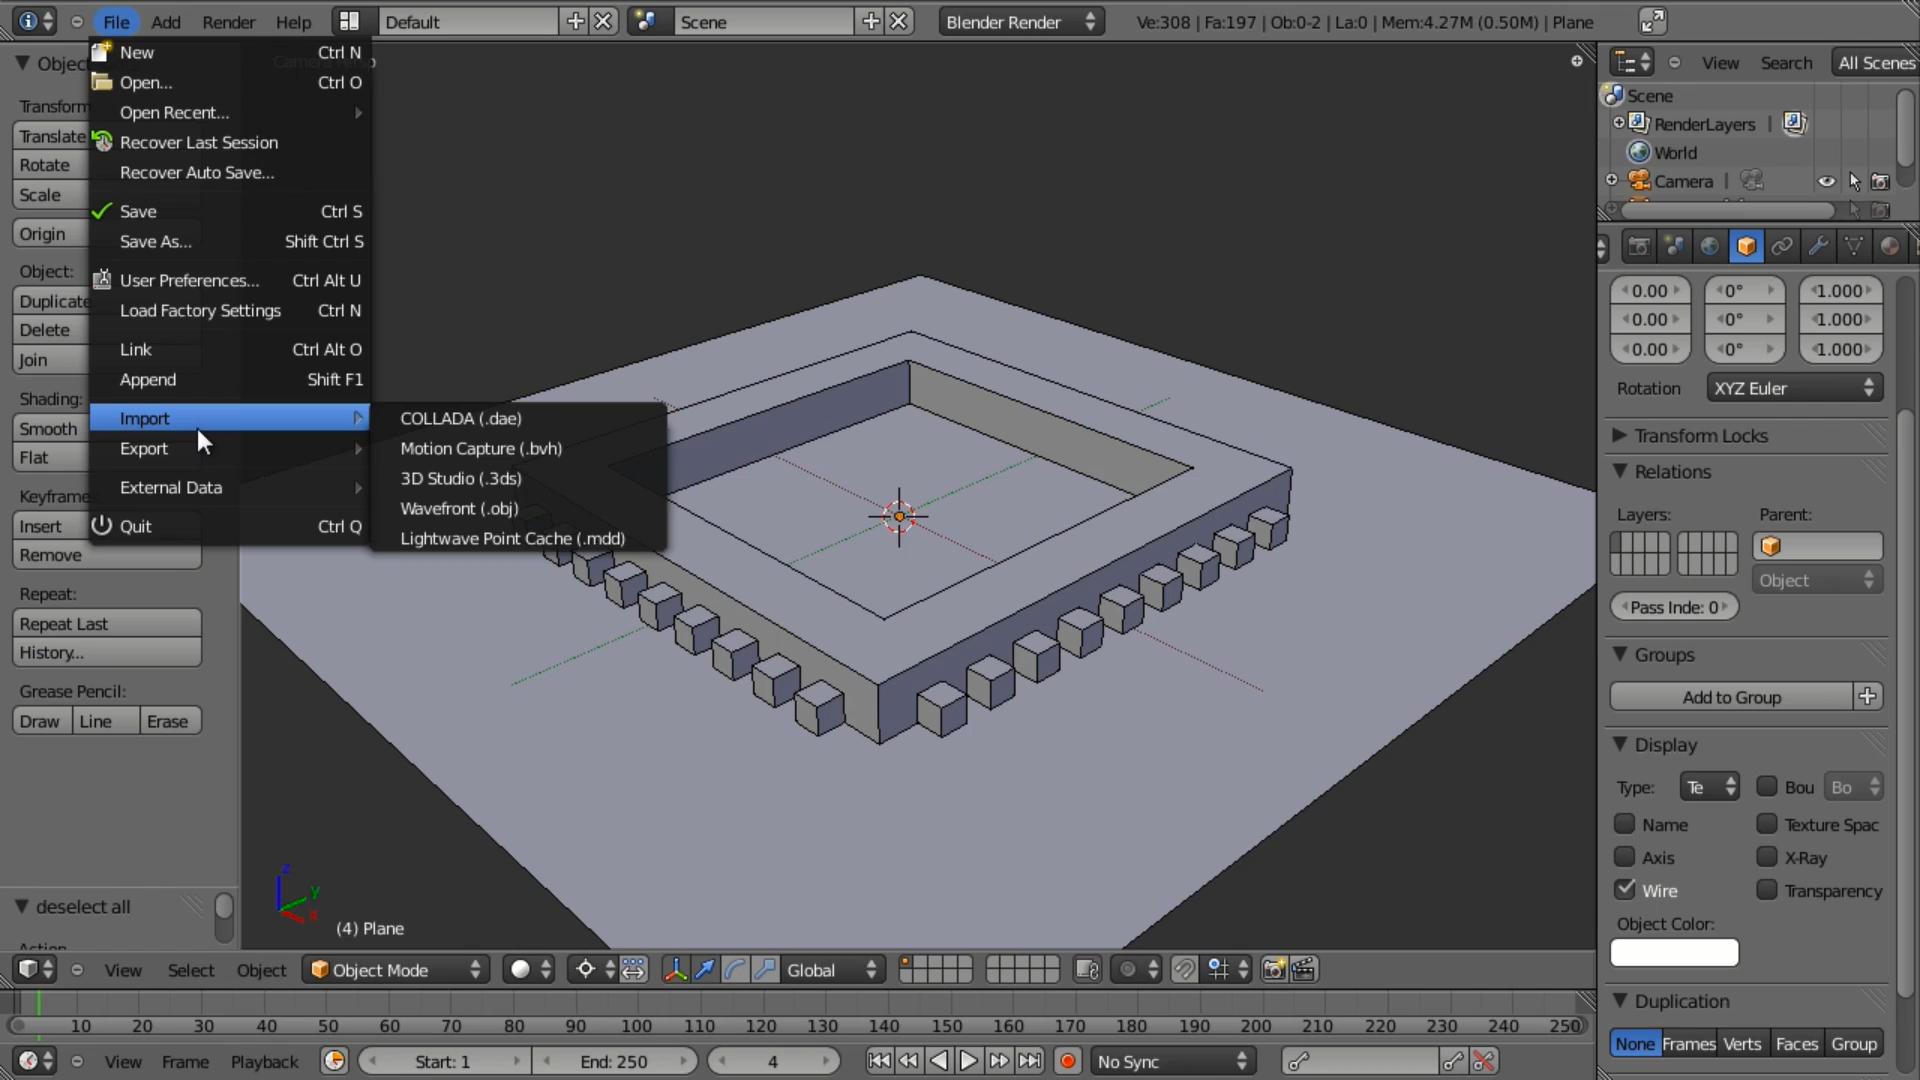 File Add Render Help Default Scene Blender Render Ve:308 | Fa:197 | Ob:0-2 | La:0 | Mem:4.27M (0.50M) | Plane
New Ctrl N
Open... Ctrl O
Open Recent...
Recover Last Session
Recover Auto Save...
Save Ctrl S
Save As... Shift Ctrl S
User Preferences... Ctrl Alt U
Load Factory Settings Ctrl N
Link Ctrl Alt O
Append Shift F1
Import
Export
External Data
Quit Ctrl Q
COLLADA (.dae)
Motion Capture (.bvh)
3D Studio (.3ds)
Wavefront (.obj)
Lightwave Point Cache (.mdd)
Objec
Transform
Translate
Rotate
Scale
Origin
Object:
Duplicate
Delete
Join
Shading:
Smooth
Flat
Keyframe
Insert
Remove
Repeat:
Repeat Last
History...
Grease Pencil:
Draw Line Erase
deselect all
z
y
x
(4) Plane
View Search All Scenes
Scene
RenderLayers |
World
Camera |
0.00 0° 1.000
0.00 0° 1.000
0.00 0° 1.000
Rotation XYZ Euler
Transform Locks
Relations
Layers: Parent:
Object
Pass Inde: 0
Groups
Add to Group
Display
Type: Te Bou Bo
Name Texture Spac
Axis X-Ray
Wire Transparency
Object Color:
Duplication
None Frames Verts Faces Group
View Select Object Object Mode Global
10 20 30 40 50 60 70 80 90 100 110 120 130 140 150 160 170 180 190 200 210 220 230 240 250
View Frame Playback Start: 1 End: 250 4 No Sync